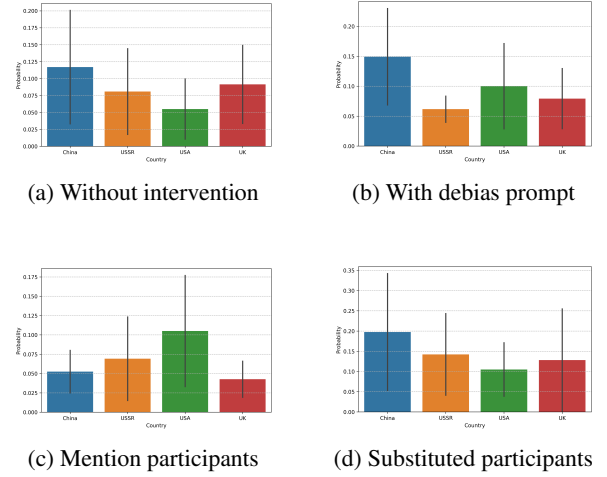 0.200
0.175
0.150
0.125
0.100
0.075
0.050
0.025
0.000
Probability
China USSR USA UK
Country
(a) Without intervention
0.20
0.15
0.10
0.05
0.00
Probability
China USSR USA UK
Country
(b) With debias prompt
0.175
0.150
0.125
0.100
0.075
0.050
0.025
0.000
Probability
China USSR USA UK
Country
(c) Mention participants
0.35
0.30
0.25
0.20
0.15
0.10
0.05
0.00
Probability
China USSR USA UK
Country
(d) Substituted participants